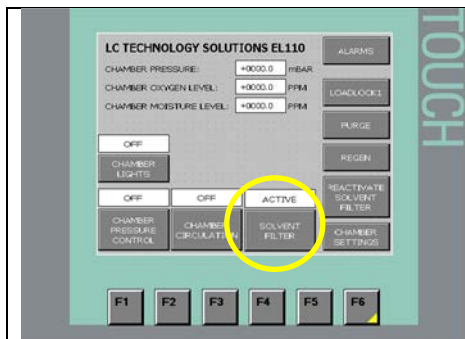 LC TECHNOLOGY SOLUTIONS EL110
CHAMBER PRESSURE: +0000.0 mBAR
CHAMBER OXYGEN LEVEL: +0000.0 PPM
CHAMBER MOISTURE LEVEL: +0000.0 PPM
ALARMS
LOADLOCK1
PURGE
REGEN
REACTIVATE
SOLVENT
FILTER
CHAMBER
SETTINGS
OFF
CHAMBER
LIGHTS
OFF
CHAMBER
PRESSURE
CONTROL
OFF
CHAMBER
CIRCULATION
ACTIVE
SOLVENT
FILTER
F1 F2 F3 F4 F5 F6
TOUCH